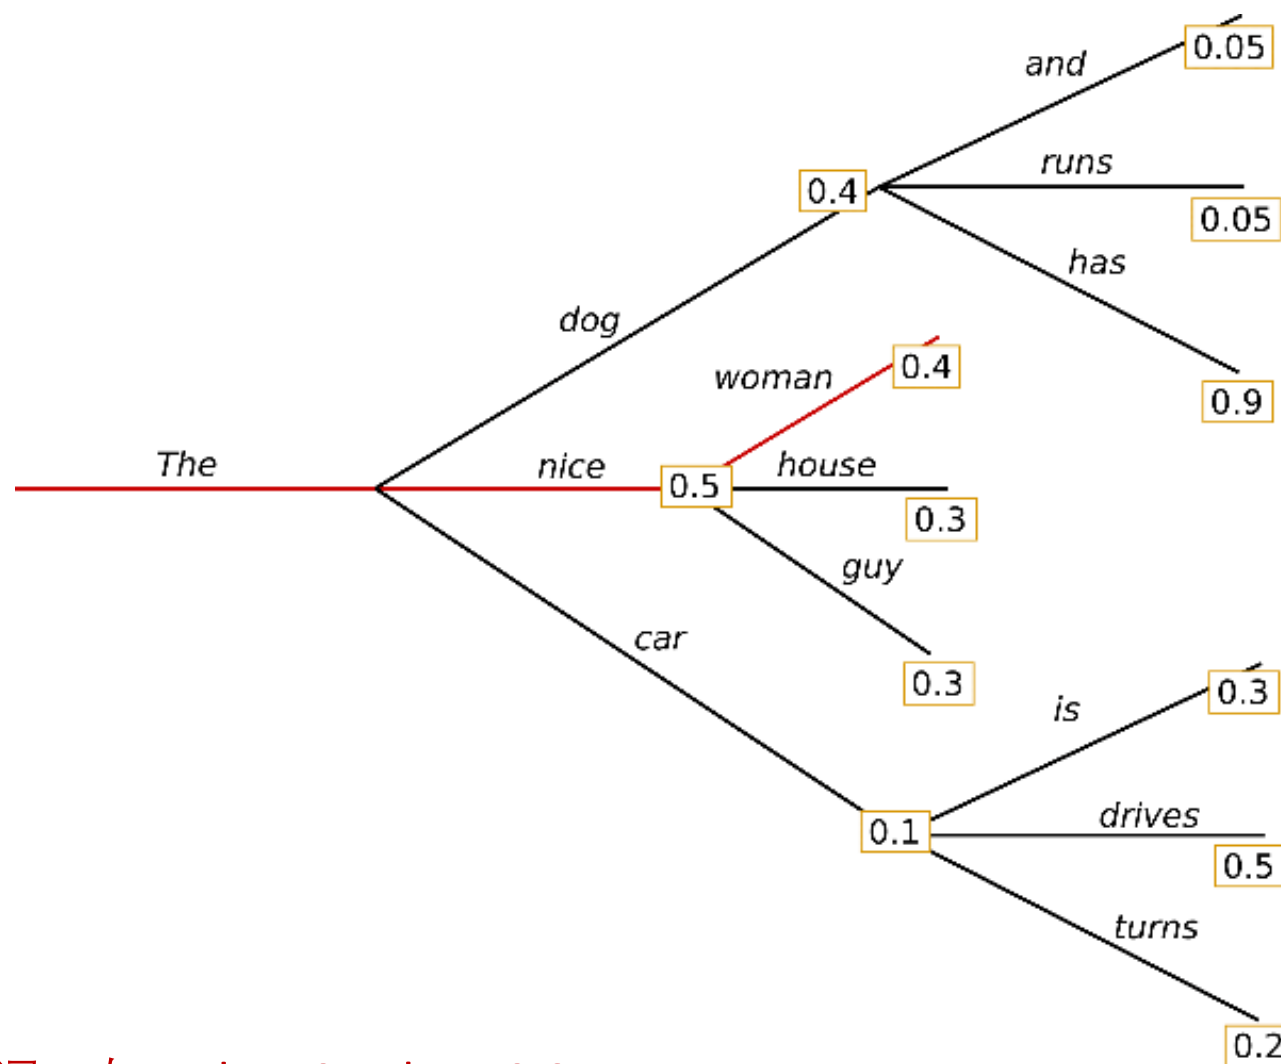 0.05
and
runs
0.4
0.05
has
dog
woman
0.4
0.9
The
nice
0.5
house
0.3
guy
car
0.3
0.3
is
drives
0.1
0.5
turns
0.2